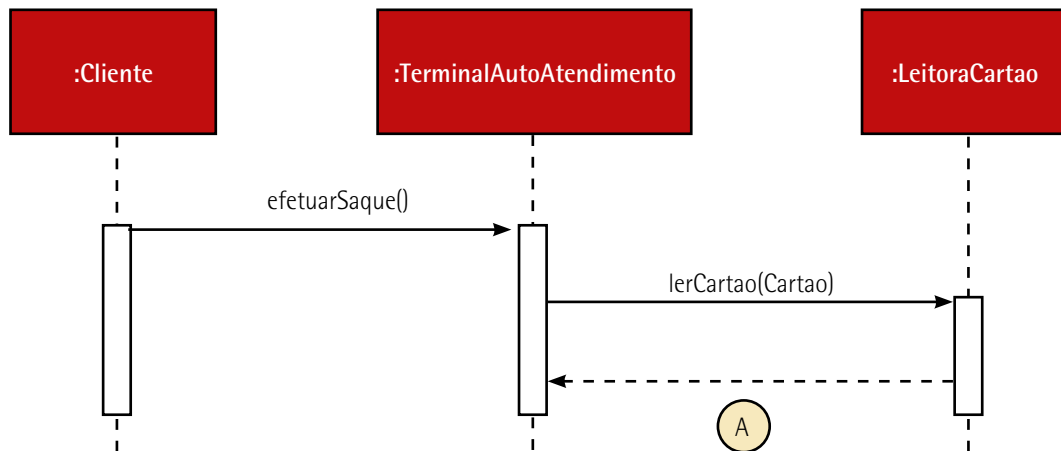 :Cliente
:TerminalAutoAtendimento
:LeitoraCartao
efetuarSaque()
lerCartao(Cartao)
A